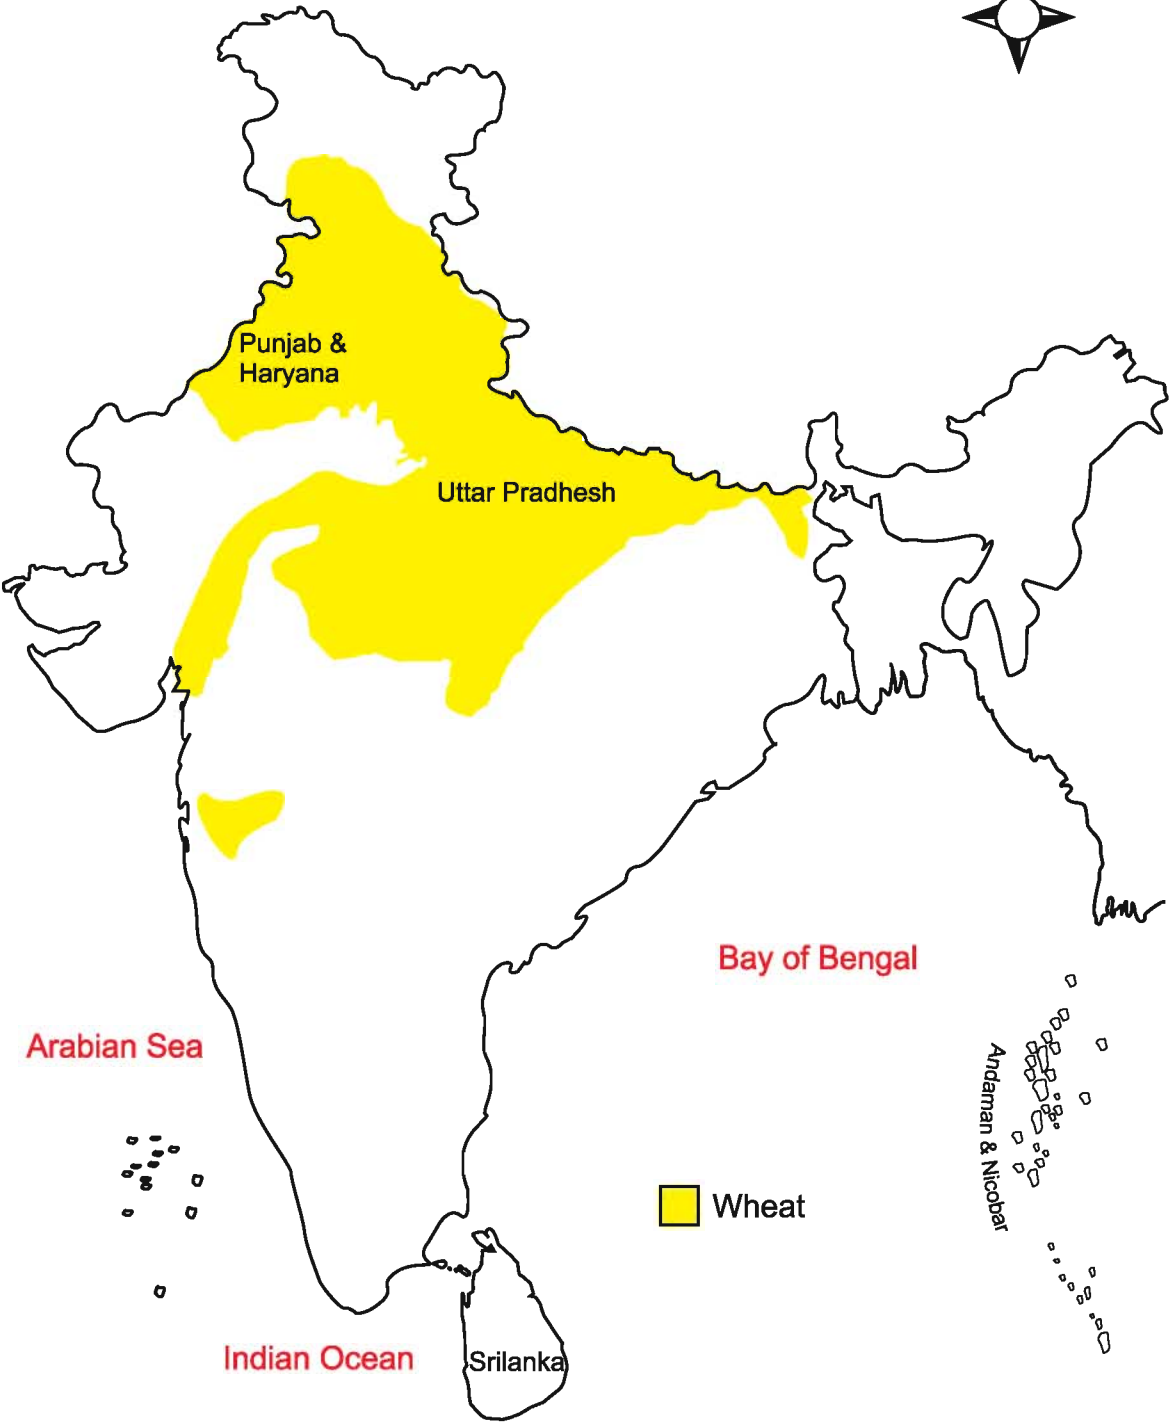 Punjab &
Haryana
Uttar Pradhesh
Bay of Bengal
Arabian Sea
Andaman & Nicobar
Wheat
Indian Ocean
Srilanka